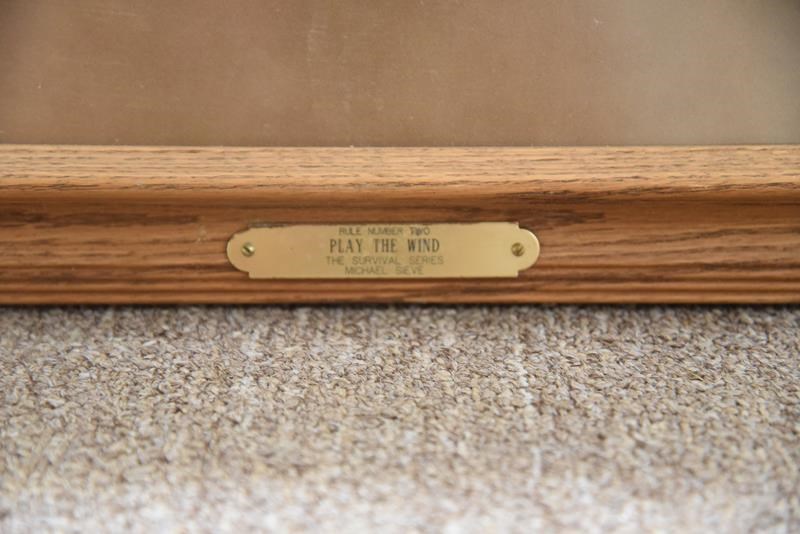 RULE NUMBER TWO
PLAY THE WIND
THE SURVIVAL SERIES
MICHAEL SIEVE